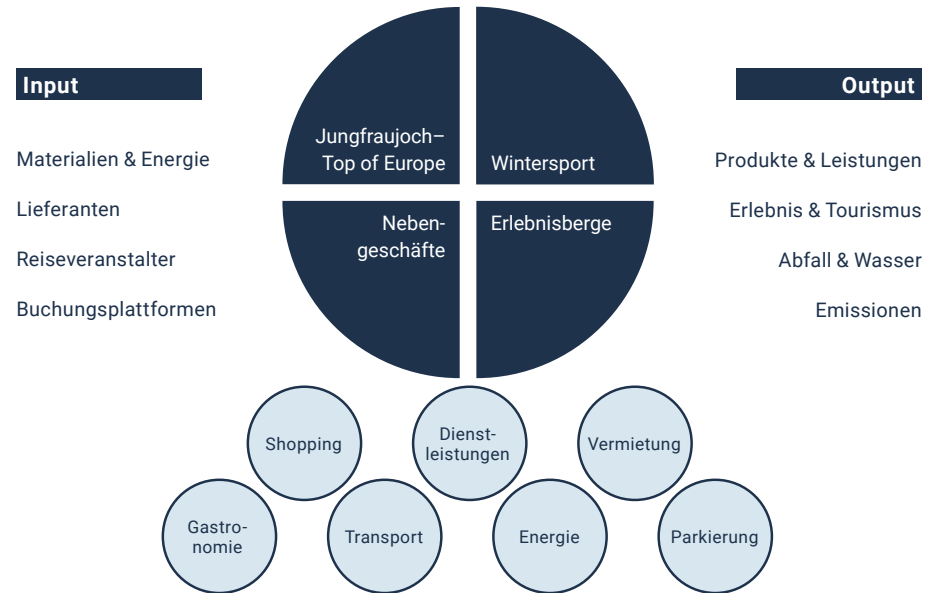 Input
Materialien & Energie
Lieferanten
Reiseveranstalter
Buchungsplattformen
Jungfraujoch–
Top of Europe
Wintersport
Neben-
geschäfte
Erlebnisberge
Output
Produkte & Leistungen
Erlebnis & Tourismus
Abfall & Wasser
Emissionen
Shopping
Dienst-
leistungen
Vermietung
Gastro-
nomie
Transport
Energie
Parkierung